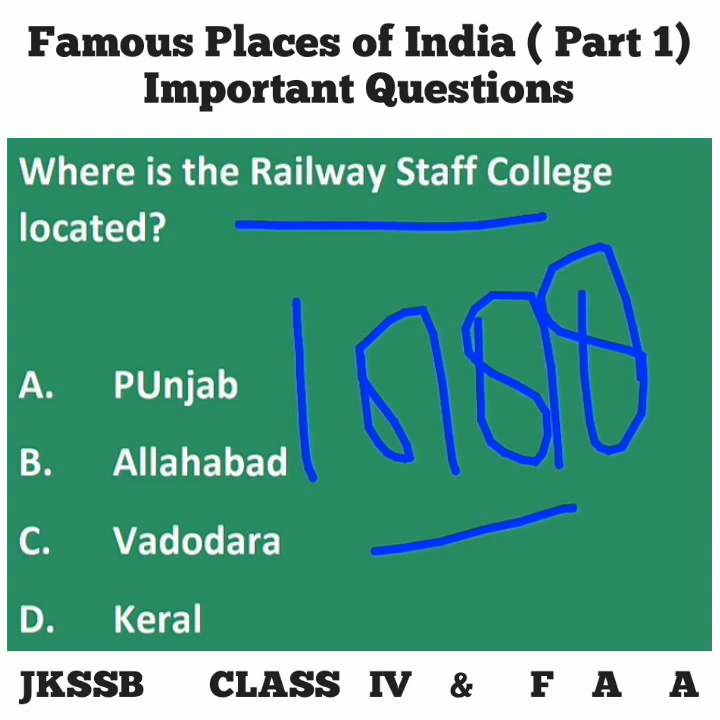 Famous Places of India ( Part 1)
Important Questions
Where is the Railway Staff College
located?
A. PUnjab
B. Allahabad
C. Vadodara
D. Keral
JKSSB CLASS IV & F A A